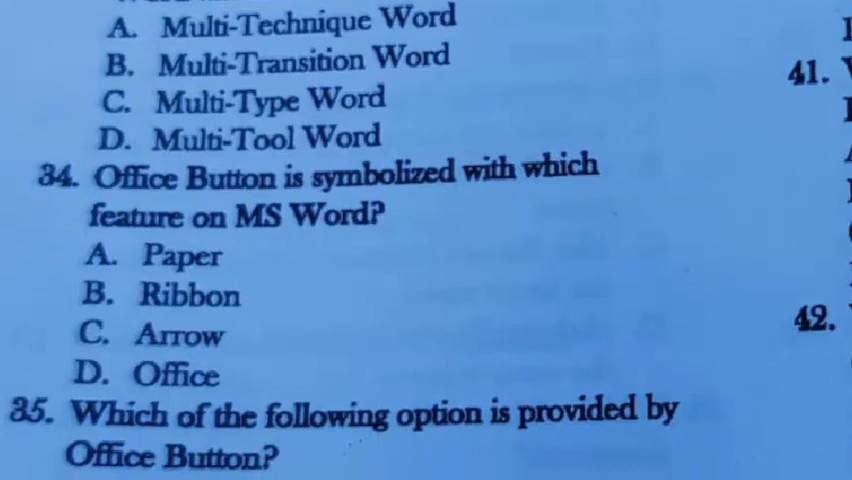 A. Multi-Technique Word
B. Multi-Transition Word
C. Multi-Type Word
D. Multi-Tool Word
34. Office Button is symbolized with which
feature on MS Word?
A. Paper
B. Ribbon
C. Arrow
D. Office
35. Which of the following option is provided by
Office Button?
41.
42.